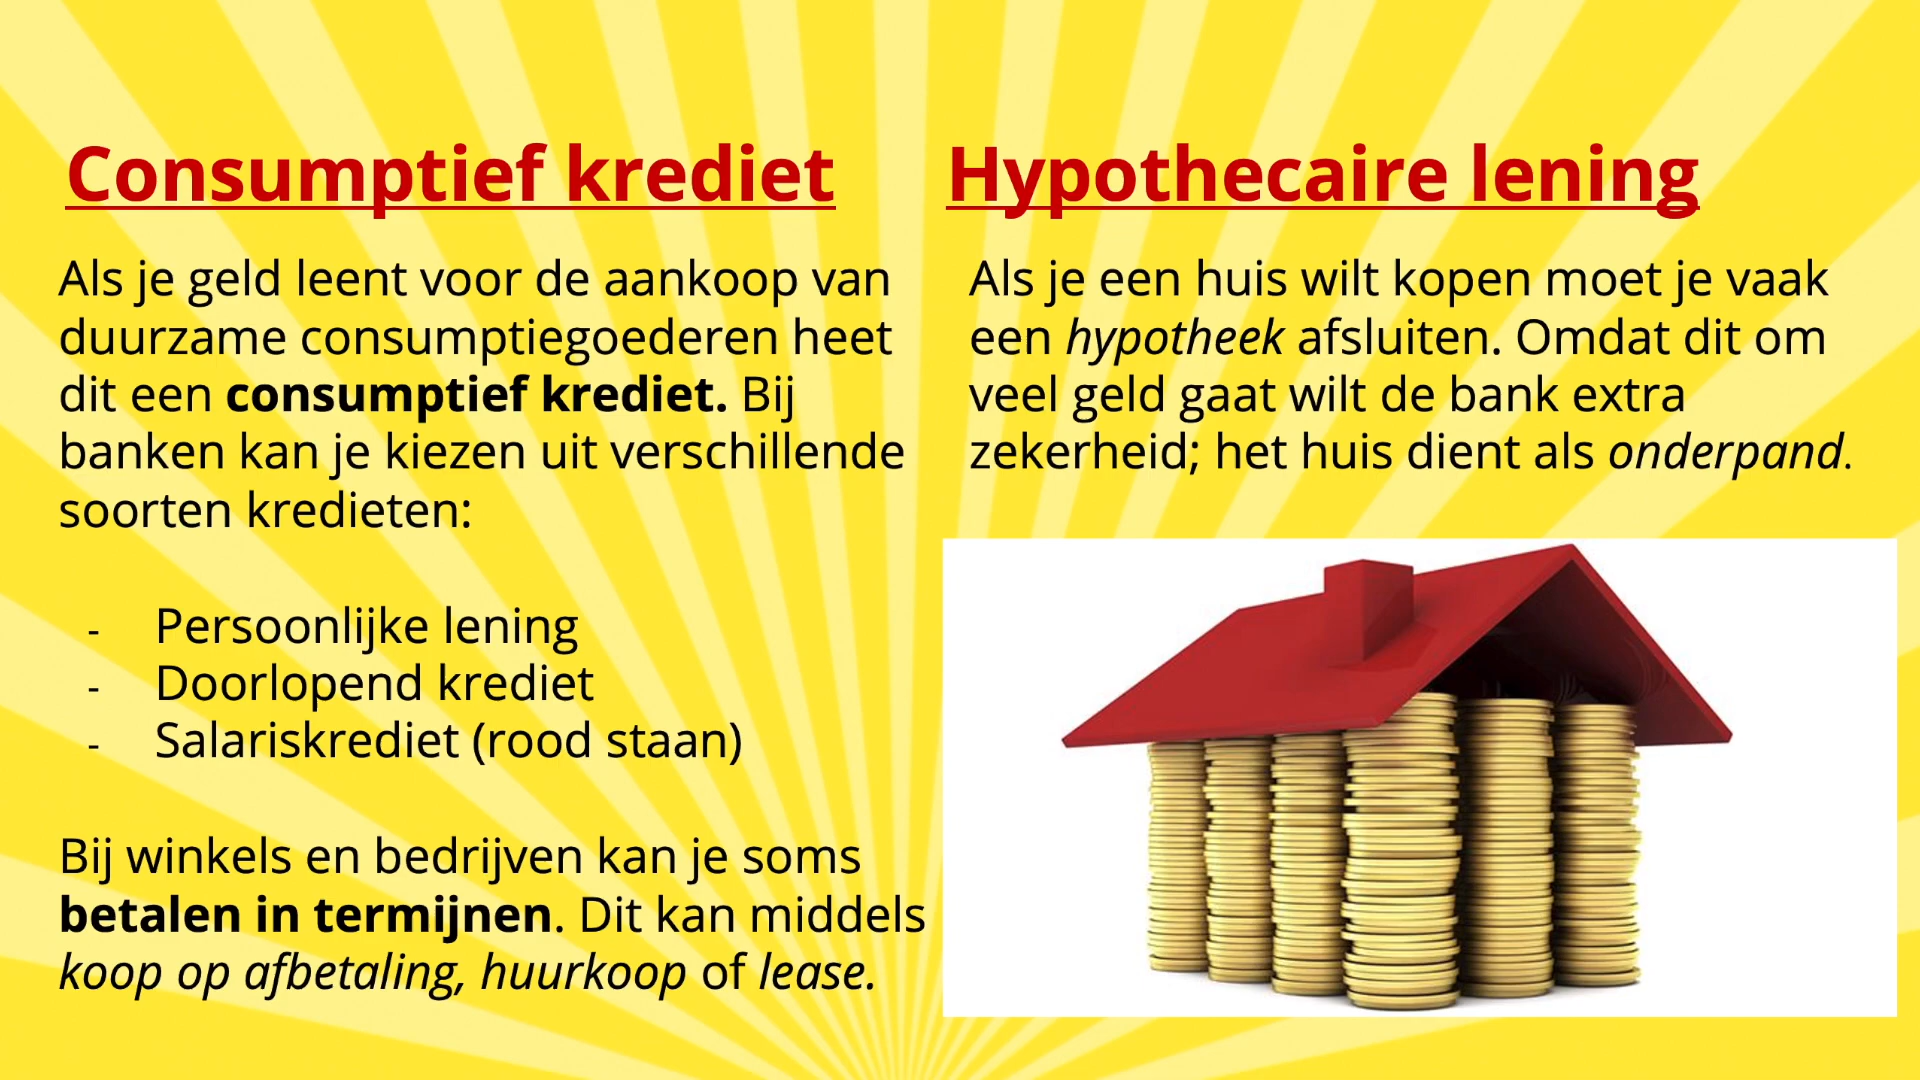 Consumptief krediet
Als je geld leent voor de aankoop van
duurzame consumptiegoederen heet
dit een consumptief krediet. Bij
banken kan je kiezen uit verschillende
soorten kredieten:
- Persoonlijke lening
- Doorlopend krediet
- Salariskrediet (rood staan)
Bij winkels en bedrijven kan je soms
betalen in termijnen. Dit kan middels
koop op afbetaling, huurkoop of lease.
Hypothecaire lening
Als je een huis wilt kopen moet je vaak
een hypotheek afsluiten. Omdat dit om
veel geld gaat wilt de bank extra
zekerheid; het huis dient als onderpand.